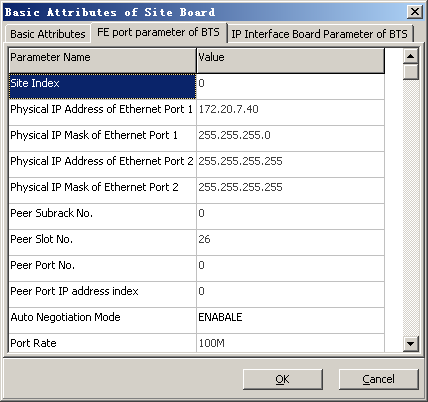 Basic Attributes of Site Board
Basic Attributes FE port parameter of BTS IP Interface Board Parameter of BTS
Parameter Name Value
Site Index 0
Physical IP Address of Ethernet Port 1 172.20.7.40
Physical IP Mask of Ethernet Port 1 255.255.255.0
Physical IP Address of Ethernet Port 2 255.255.255.255
Physical IP Mask of Ethernet Port 2 255.255.255.255
Peer Subrack No. 0
Peer Slot No. 26
Peer Port No. 0
Peer Port IP address index 0
Auto Negotiation Mode ENABALE
Port Rate 100M
OK Cancel